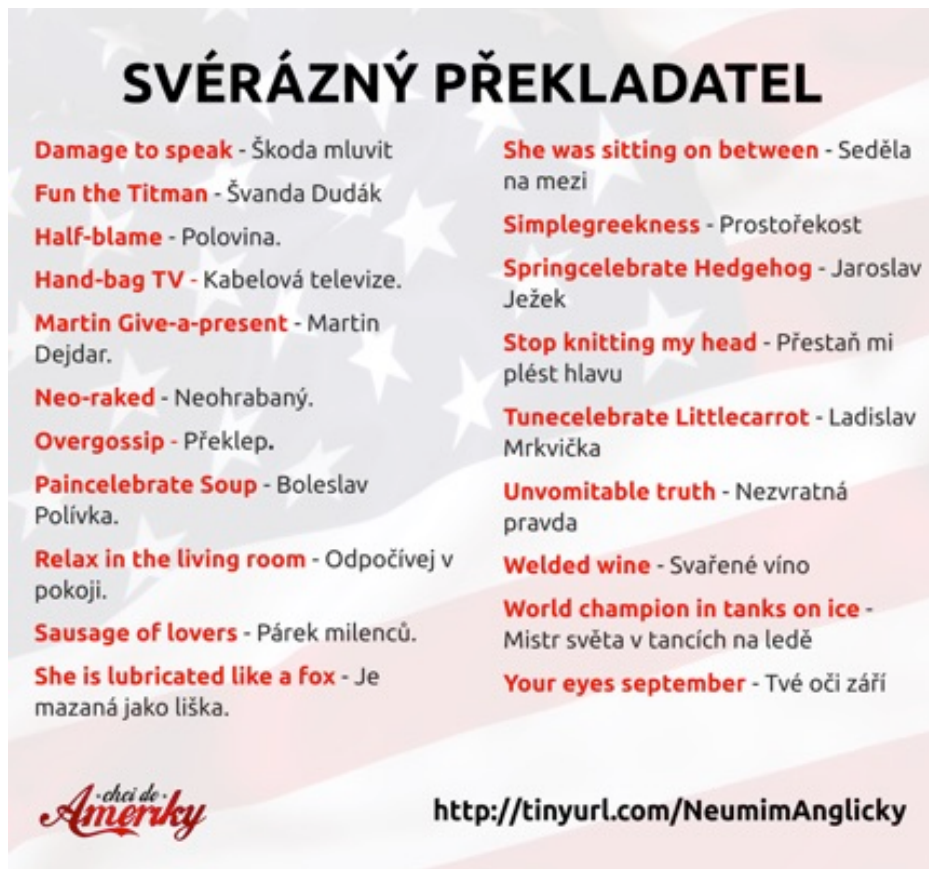 SVÉRÁZNÝ PŘEKLADATEL
Damage to speak - Škoda mluvit
Fun the Titman - Švanda Dudák
Half-blame - Polovina.
Hand-bag TV - Kabelová televize.
Martin Give-a-present - Martin
Dejdar.
Neo-raked - Neohrabaný.
Overgossip - Překlep.
Paincelebrate Soup - Boleslav
Polívka.
Relax in the living room - Odpočívej v
pokoji.
Sausage of lovers - Párek milenců.
She is lubricated like a fox - Je
mazaná jako liška.
She was sitting on between - Seděla
na mezi
Simplegreekness - Prostořekost
Springcelebrate Hedgehog - Jaroslav
Ježek
Stop knitting my head - Přestaň mi
plést hlavu
Tunecelebrate Littlecarrot - Ladislav
Mrkvička
Unvomitable truth - Nezvratná
pravda
Welded wine - Svařené víno
World champion in tanks on ice -
Mistr světa v tancích na ledě
Your eyes september - Tvé oči září
chci do
Ameriky
http://tinyurl.com/NeumimAnglicky